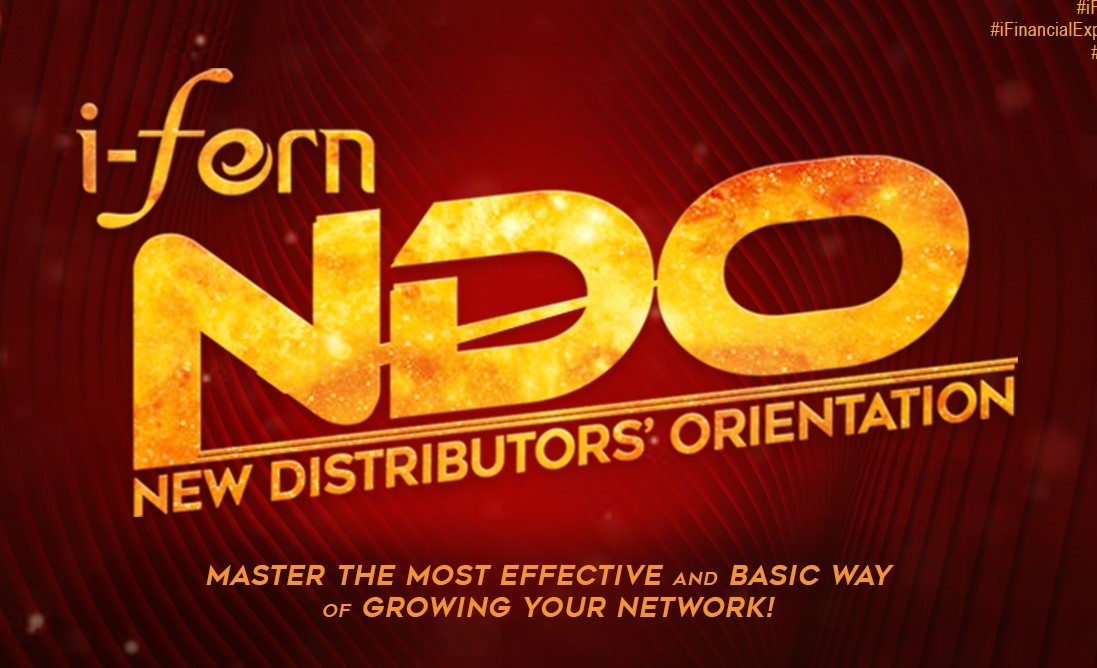 i-fern
NDO
NEW DISTRIBUTORS' ORIENTATION
MASTER THE MOST EFFECTIVE AND BASIC WAY
OF GROWING YOUR NETWORK!